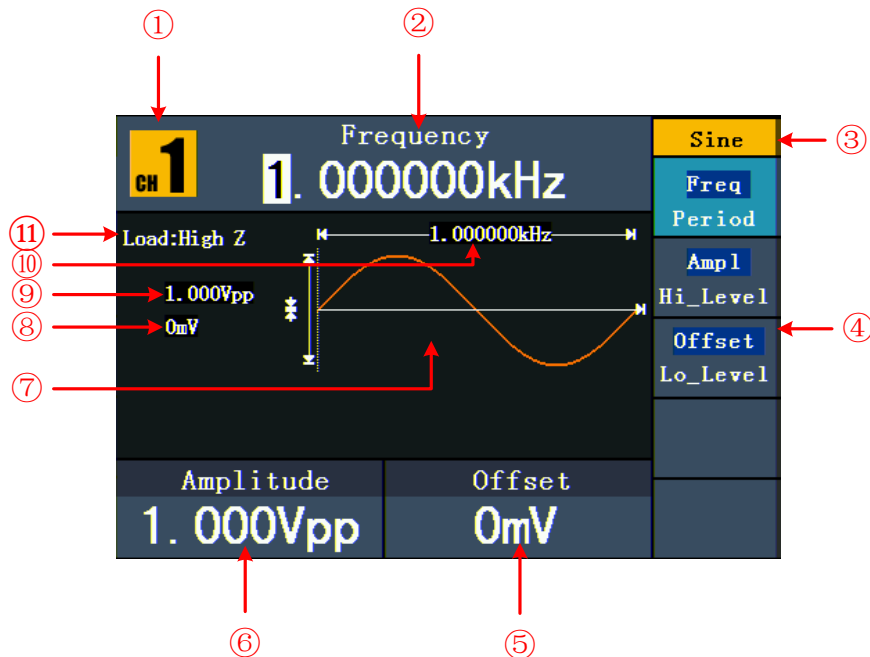 ① ②
Frequency
Sine ③
CH 1
1. 000000kHz
Freq
Period
⑪ Load:High Z
1. 000000kHz
⑩
Ampl
Hi_Level
⑨ 1. 000Vpp
⑧ 0mV
Offset
Lo_Level
④
⑦
Amplitude
Offset
1. 000Vpp
0mV
⑥ ⑤